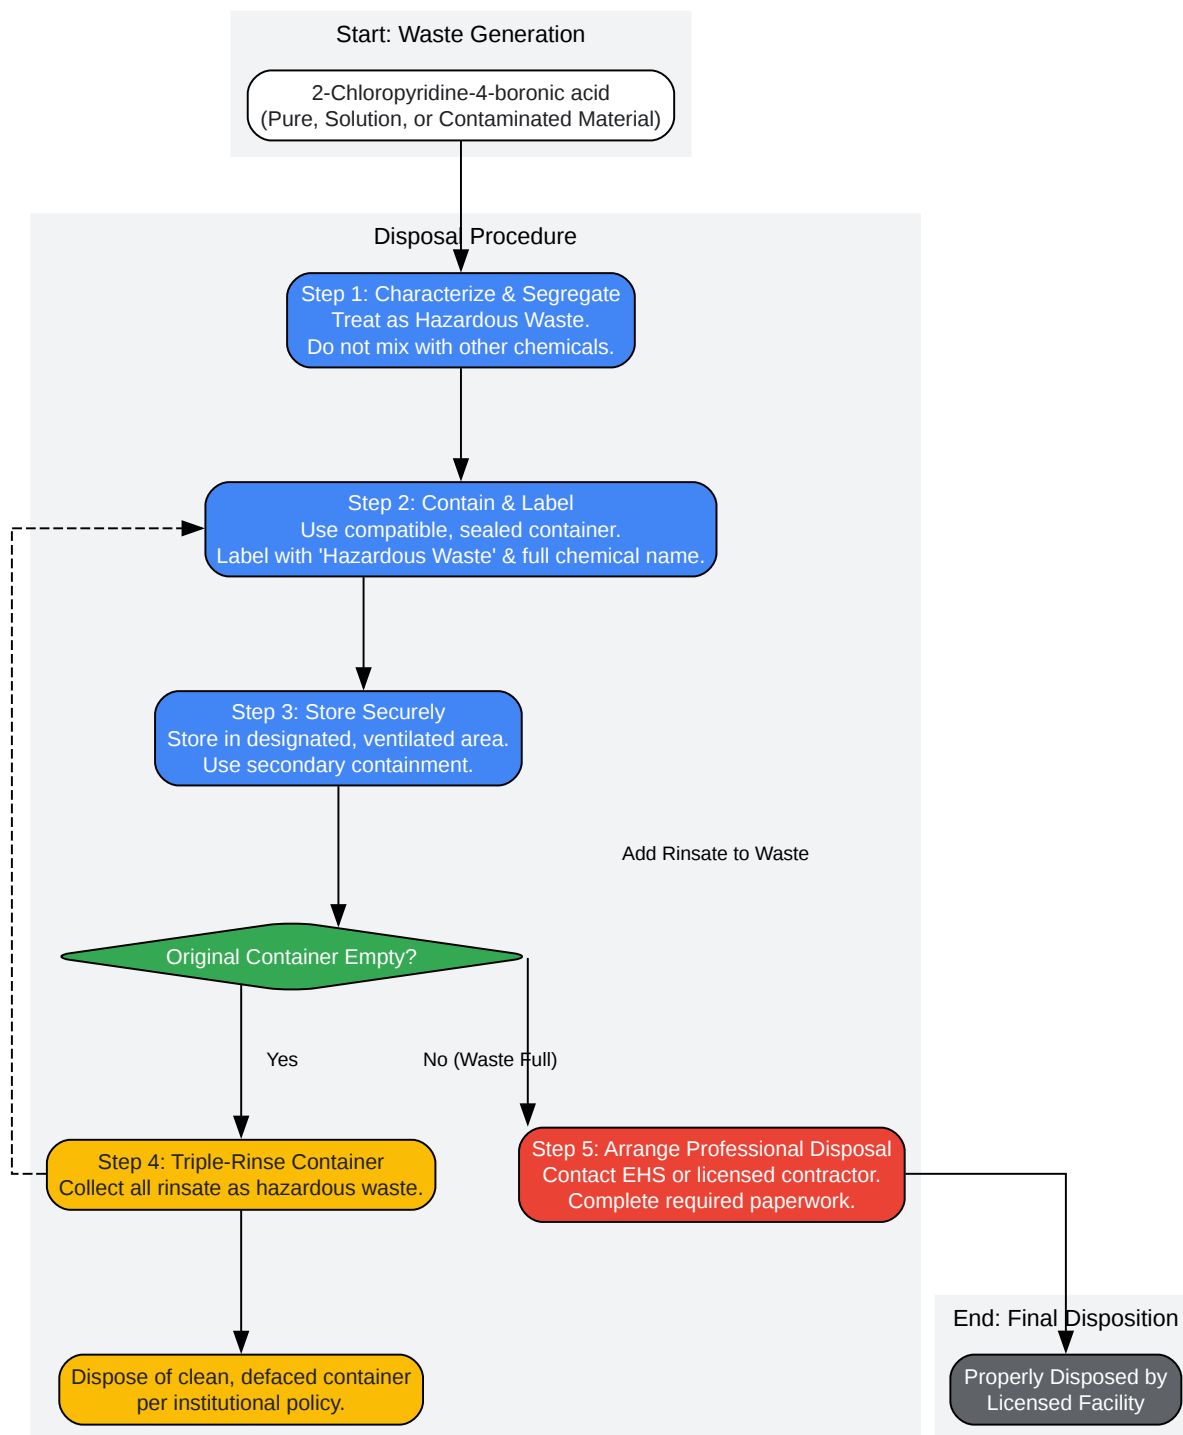 Start: Waste Generation
2-Chloropyridine-4-boronic acid
(Pure, Solution, or Contaminated Material)
Disposal Procedure
Step 1: Characterize & Segregate
Treat as Hazardous Waste.
Do not mix with other chemicals.
Step 2: Contain & Label
Use compatible, sealed container.
Label with 'Hazardous Waste' & full chemical name.
Step 3: Store Securely
Store in designated, ventilated area.
Use secondary containment.
Add Rinsate to Waste
Original Container Empty?
Yes
No (Waste Full)
Step 4: Triple-Rinse Container
Collect all rinsate as hazardous waste.
Step 5: Arrange Professional Disposal
Contact EHS or licensed contractor.
Complete required paperwork.
End: Final Disposition
Dispose of clean, defaced container
per institutional policy.
Properly Disposed by
Licensed Facility